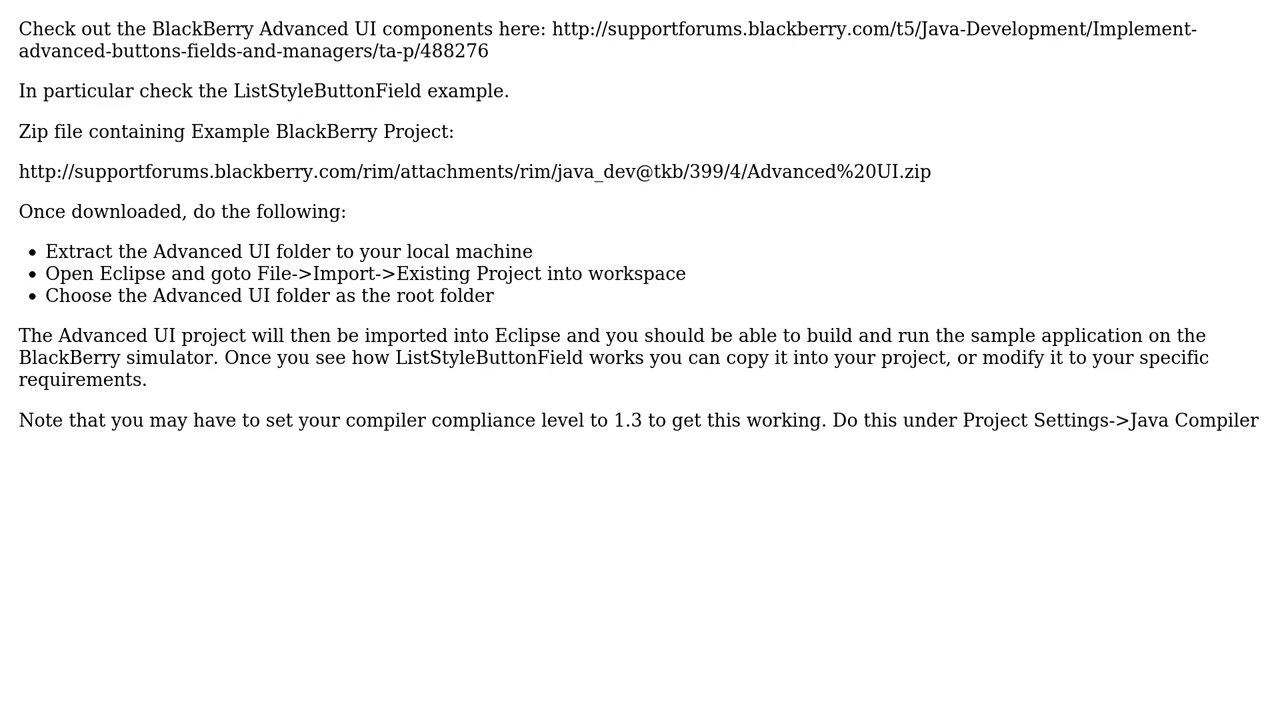 Check out the BlackBerry Advanced UI components here: http://supportforums.blackberry.com/t5/Java-Development/Implement-
advanced-buttons-fields-and-managers/ta-p/488276
In particular check the ListStyleButtonField example.
Zip file containing Example BlackBerry Project:
http://supportforums.blackberry.com/rim/attachments/rim/java_dev@tkb/399/4/Advanced%20UI.zip
Once downloaded, do the following:
• Extract the Advanced UI folder to your local machine
• Open Eclipse and goto File->Import->Existing Project into workspace
• Choose the Advanced UI folder as the root folder
The Advanced UI project will then be imported into Eclipse and you should be able to build and run the sample application on the
BlackBerry simulator. Once you see how ListStyleButtonField works you can copy it into your project, or modify it to your specific
requirements.
Note that you may have to set your compiler compliance level to 1.3 to get this working. Do this under Project Settings->Java Compiler